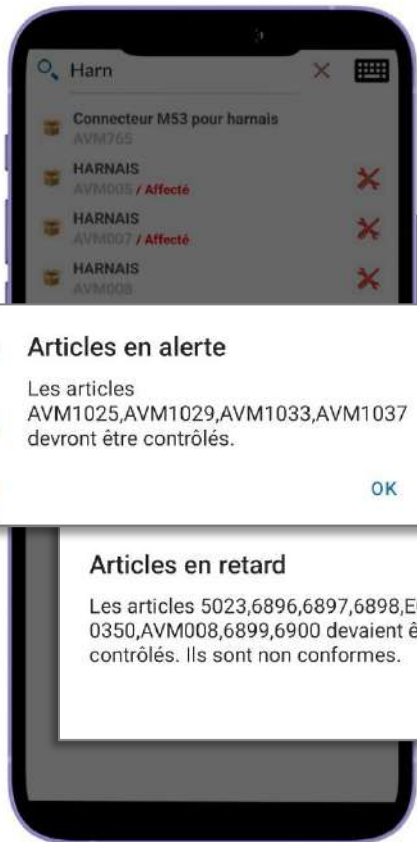 Harn
Connecteur M53 pour harnais
AVM765
HARNAIS
AVM005 / Affecté
HARNAIS
AVM007 / Affecté
HARNAIS
AVM008
Articles en alerte
Les articles
AVM1025,AVM1029,AVM1033,AVM1037
devront être contrôlés.
OK
Articles en retard
Les articles 5023,6896,6897,6898,E
0350,AVM008,6899,6900 devaient ê
contrôlés. Ils sont non conformes.